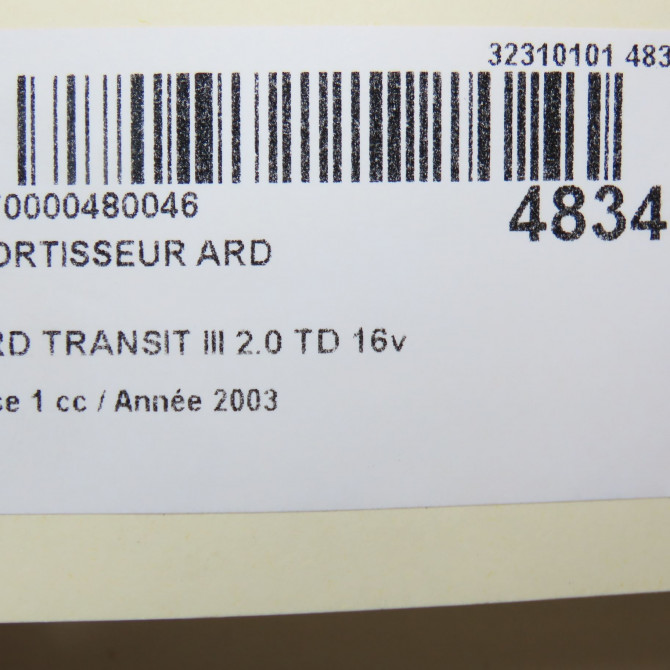 32310101 483
0000480046
4834
ORTISSEUR ARD
RD TRANSIT III 2.0 TD 16v
se 1 cc / Année 2003